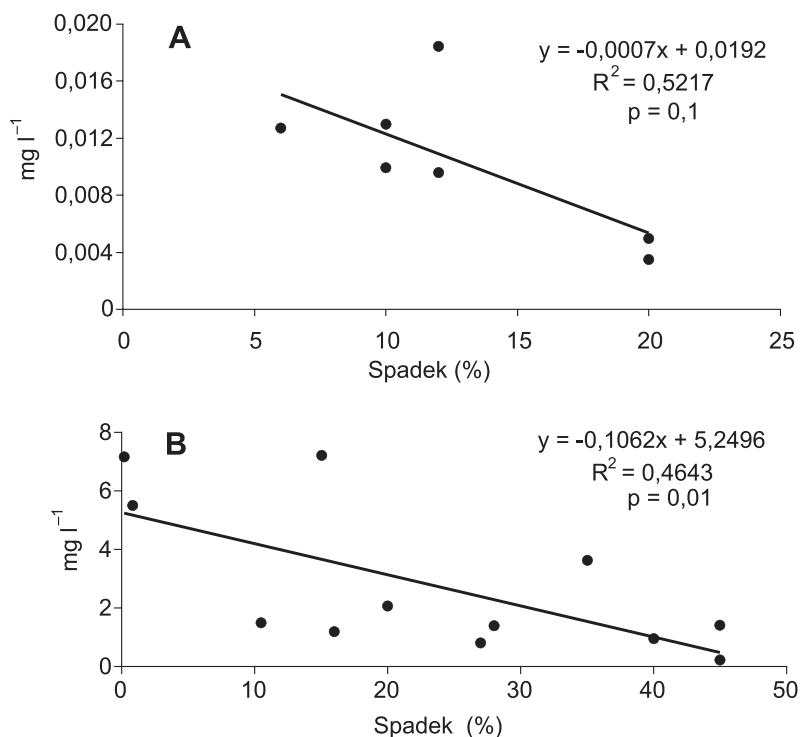 A
y = -0,0007x + 0,0192
R² = 0,5217
p = 0,1
0,020
0,016
0,012
0,008
0,004
0
mg l⁻¹
0 5 10 15 20 25
Spadek (%)
B
y = -0,1062x + 5,2496
R² = 0,4643
p = 0,01
8
6
4
2
0
mg l⁻¹
0 10 20 30 40 50
Spadek (%)